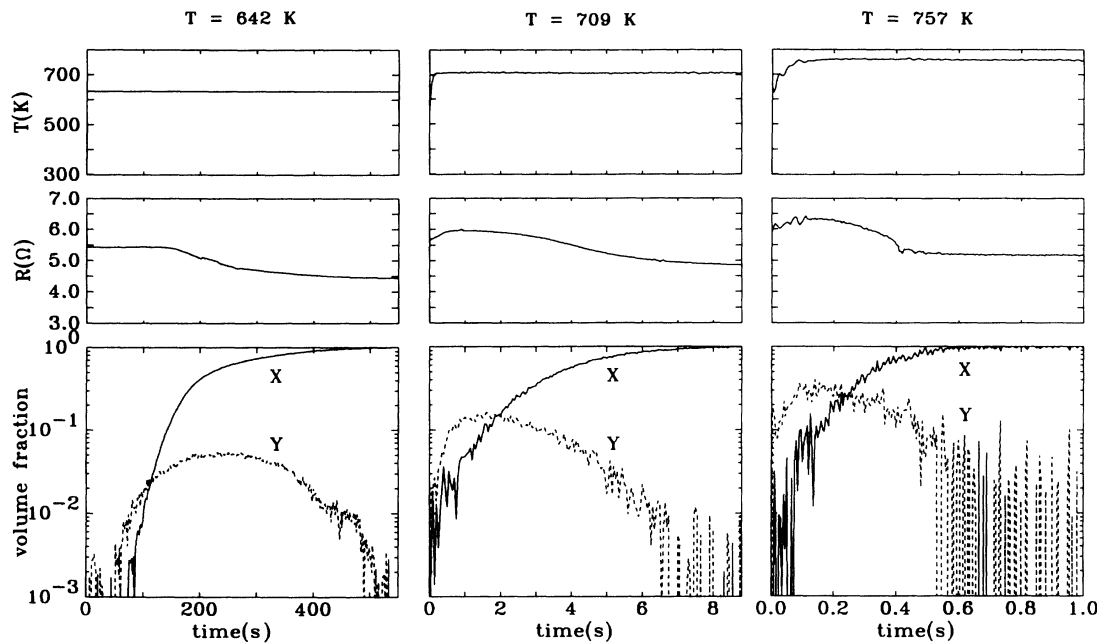 T = 642 K
T = 709 K
T = 757 K
T(K)
700
500
300
R(Ω)
7.0
6.0
5.0
4.0
3.0
volume fraction
10⁰
10⁻¹
10⁻²
10⁻³
X
Y
X
Y
X
Y
0 200 400
0 2 4 6 8
0.0 0.2 0.4 0.6 0.8 1.0
time(s)
time(s)
time(s)